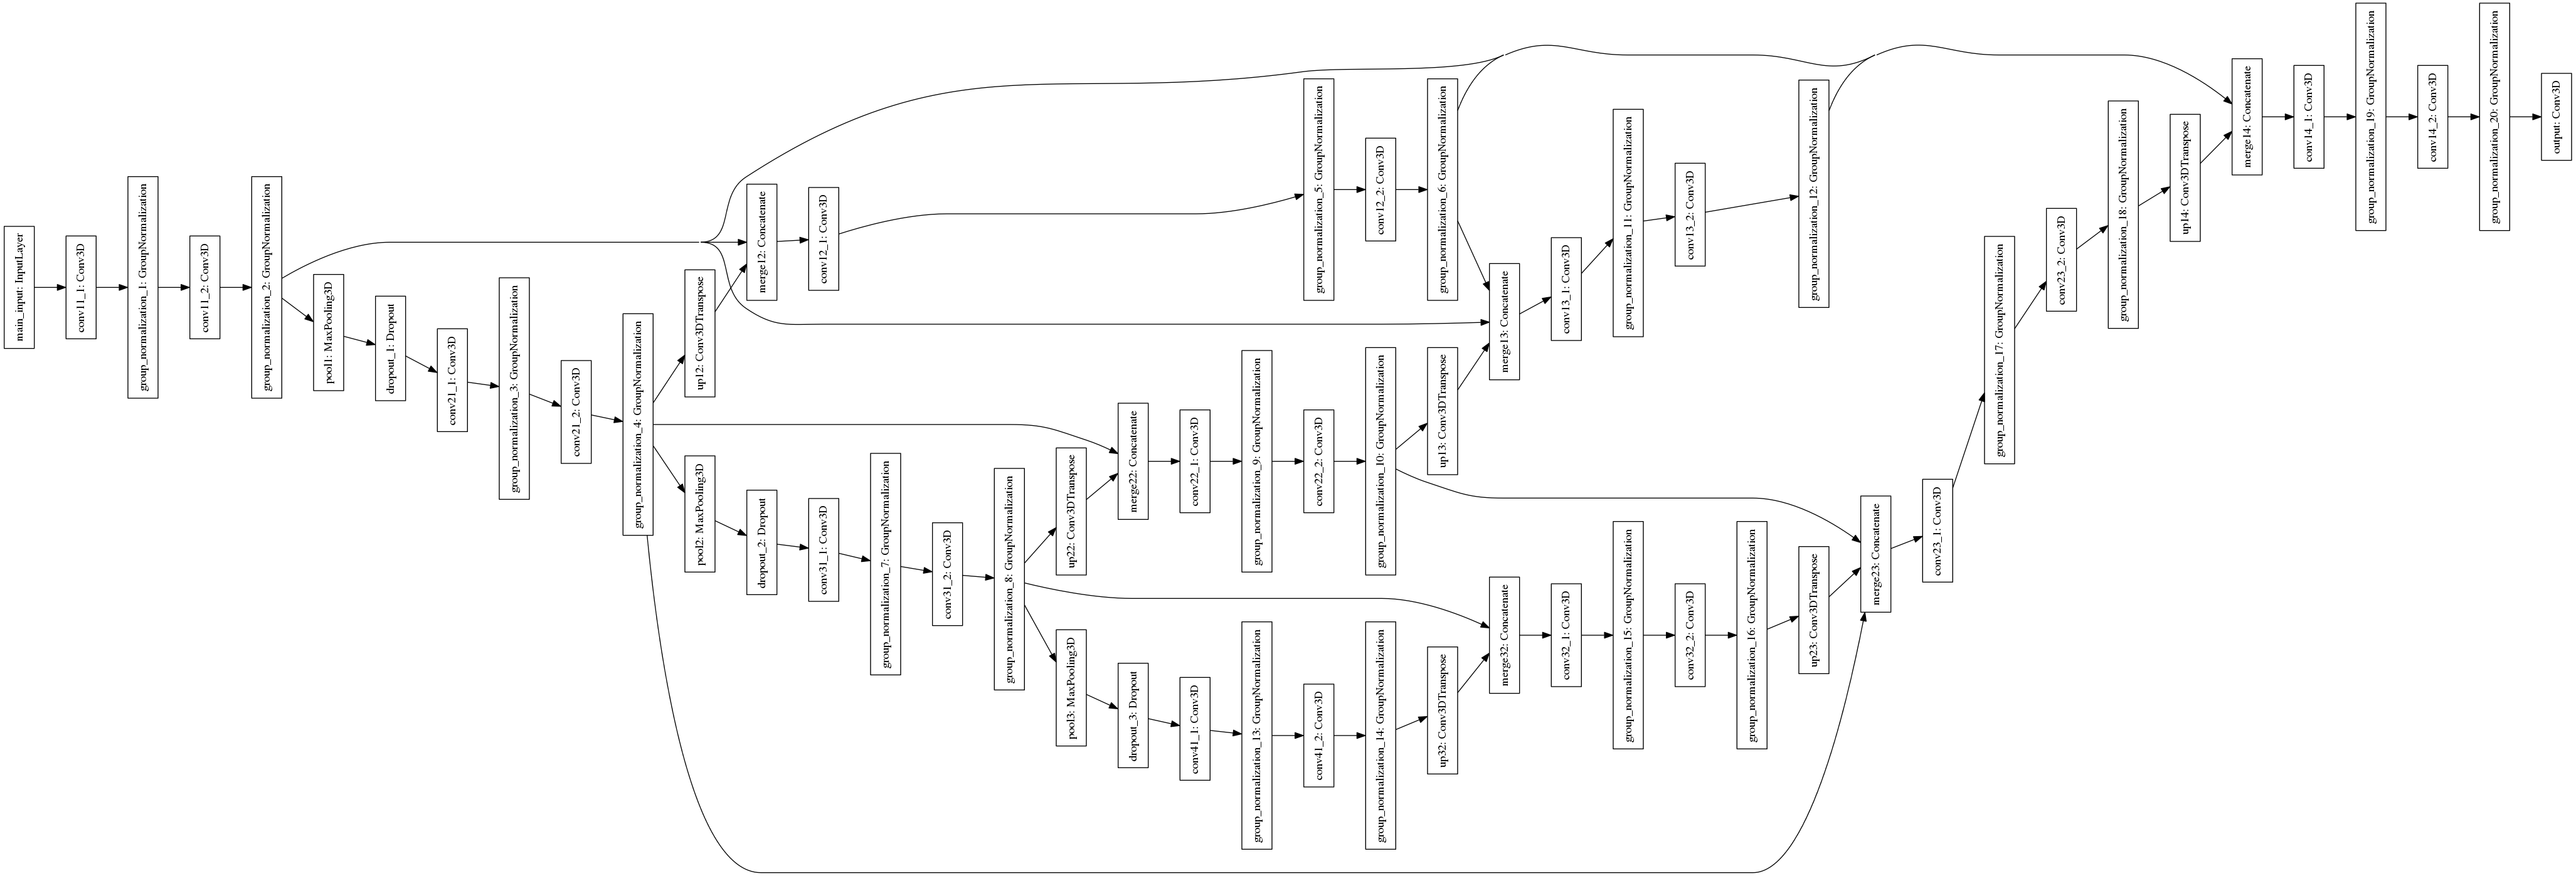 main_input: InputLayer
conv11_1: Conv3D
group_normalization_1: GroupNormalization
conv11_2: Conv3D
group_normalization_2: GroupNormalization
pool1: MaxPooling3D
dropout_1: Dropout
conv21_1: Conv3D
group_normalization_3: GroupNormalization
conv21_2: Conv3D
group_normalization_4: GroupNormalization
up12: Conv3DTranspose
pool2: MaxPooling3D
merge12: Concatenate
dropout_2: Dropout
conv12_1: Conv3D
conv31_1: Conv3D
group_normalization_7: GroupNormalization
conv31_2: Conv3D
group_normalization_8: GroupNormalization
up22: Conv3DTranspose
pool3: MaxPooling3D
merge22: Concatenate
dropout_3: Dropout
conv22_1: Conv3D
conv41_1: Conv3D
group_normalization_9: GroupNormalization
group_normalization_13: GroupNormalization
group_normalization_5: GroupNormalization
conv22_2: Conv3D
conv41_2: Conv3D
conv12_2: Conv3D
group_normalization_10: GroupNormalization
group_normalization_14: GroupNormalization
group_normalization_6: GroupNormalization
up13: Conv3DTranspose
up32: Conv3DTranspose
merge13: Concatenate
merge32: Concatenate
conv13_1: Conv3D
conv32_1: Conv3D
group_normalization_11: GroupNormalization
group_normalization_15: GroupNormalization
conv13_2: Conv3D
conv32_2: Conv3D
group_normalization_16: GroupNormalization
group_normalization_12: GroupNormalization
up23: Conv3DTranspose
merge23: Concatenate
conv23_1: Conv3D
group_normalization_17: GroupNormalization
conv23_2: Conv3D
group_normalization_18: GroupNormalization
up14: Conv3DTranspose
merge14: Concatenate
conv14_1: Conv3D
group_normalization_19: GroupNormalization
conv14_2: Conv3D
group_normalization_20: GroupNormalization
output: Conv3D